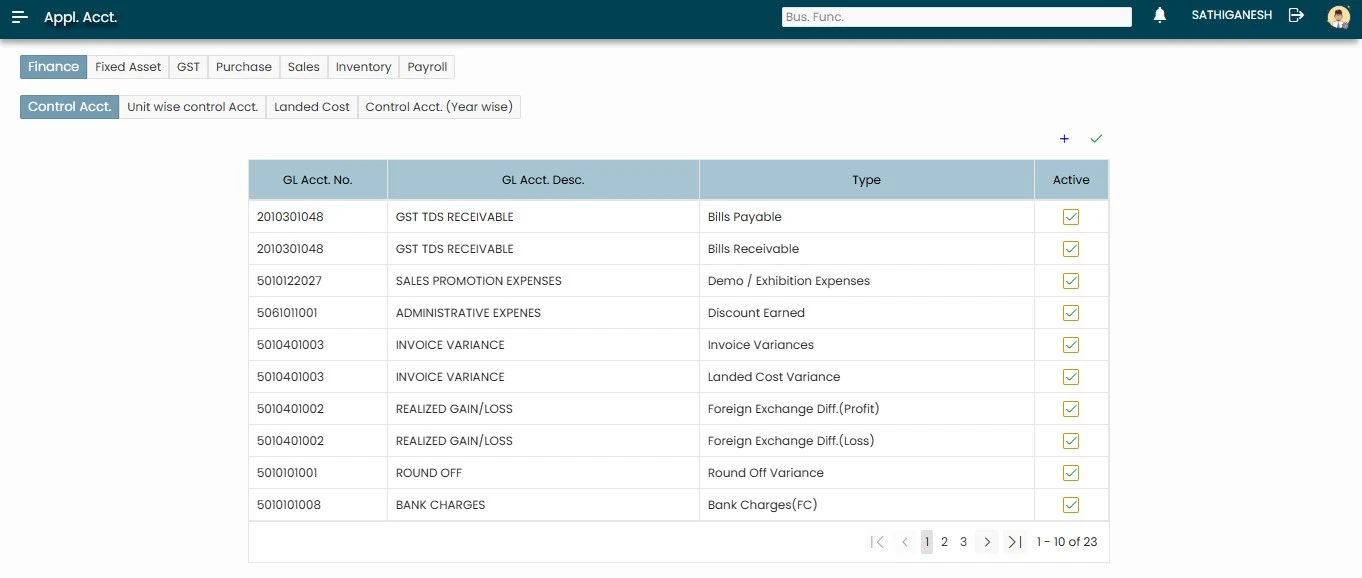 Appl. Acct. Bus. Func. SATHIGANESH
Finance Fixed Asset GST Purchase Sales Inventory Payroll
Control Acct. Unit wise control Acct. Landed Cost Control Acct. (Year wise)
GL Acct. No. GL Acct. Desc. Type Active
2010301048 GST TDS RECEIVABLE Bills Payable
2010301048 GST TDS RECEIVABLE Bills Receivable
5010122027 SALES PROMOTION EXPENSES Demo / Exhibition Expenses
5061011001 ADMINISTRATIVE EXPENES Discount Earned
5010401003 INVOICE VARIANCE Invoice Variances
5010401003 INVOICE VARIANCE Landed Cost Variance
5010401002 REALIZED GAIN/LOSS Foreign Exchange Diff.(Profit)
5010401002 REALIZED GAIN/LOSS Foreign Exchange Diff.(Loss)
5010101001 ROUND OFF Round Off Variance
5010101008 BANK CHARGES Bank Charges(FC)
1 2 3 1 - 10 of 23